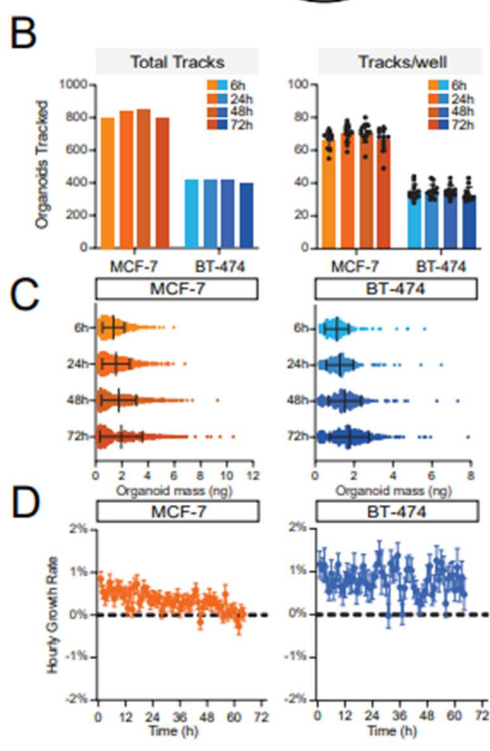 B
Total Tracks
Tracks/well
Organoids Tracked
1000
800
600
400
200
0
6h
24h
48h
72h
MCF-7 BT-474
100
80
60
40
20
0
6h
24h
48h
72h
MCF-7 BT-474
C
MCF-7
BT-474
6h
24h
48h
72h
0 2 4 6 8 10 12
Organoid mass (ng)
6h
24h
48h
72h
0 2 4 6 8
Organoid mass (ng)
D
MCF-7
BT-474
Hourly Growth Rate
2%
1%
0%
-1%
-2%
0 12 24 36 48 60 72
Time (h)
2%
1%
0%
-1%
-2%
0 12 24 36 48 60 72
Time (h)